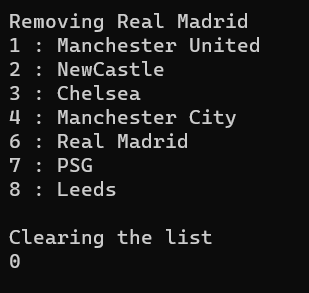 Removing Real Madrid
1 : Manchester United
2 : NewCastle
3 : Chelsea
4 : Manchester City
6 : Real Madrid
7 : PSG
8 : Leeds
Clearing the list
0